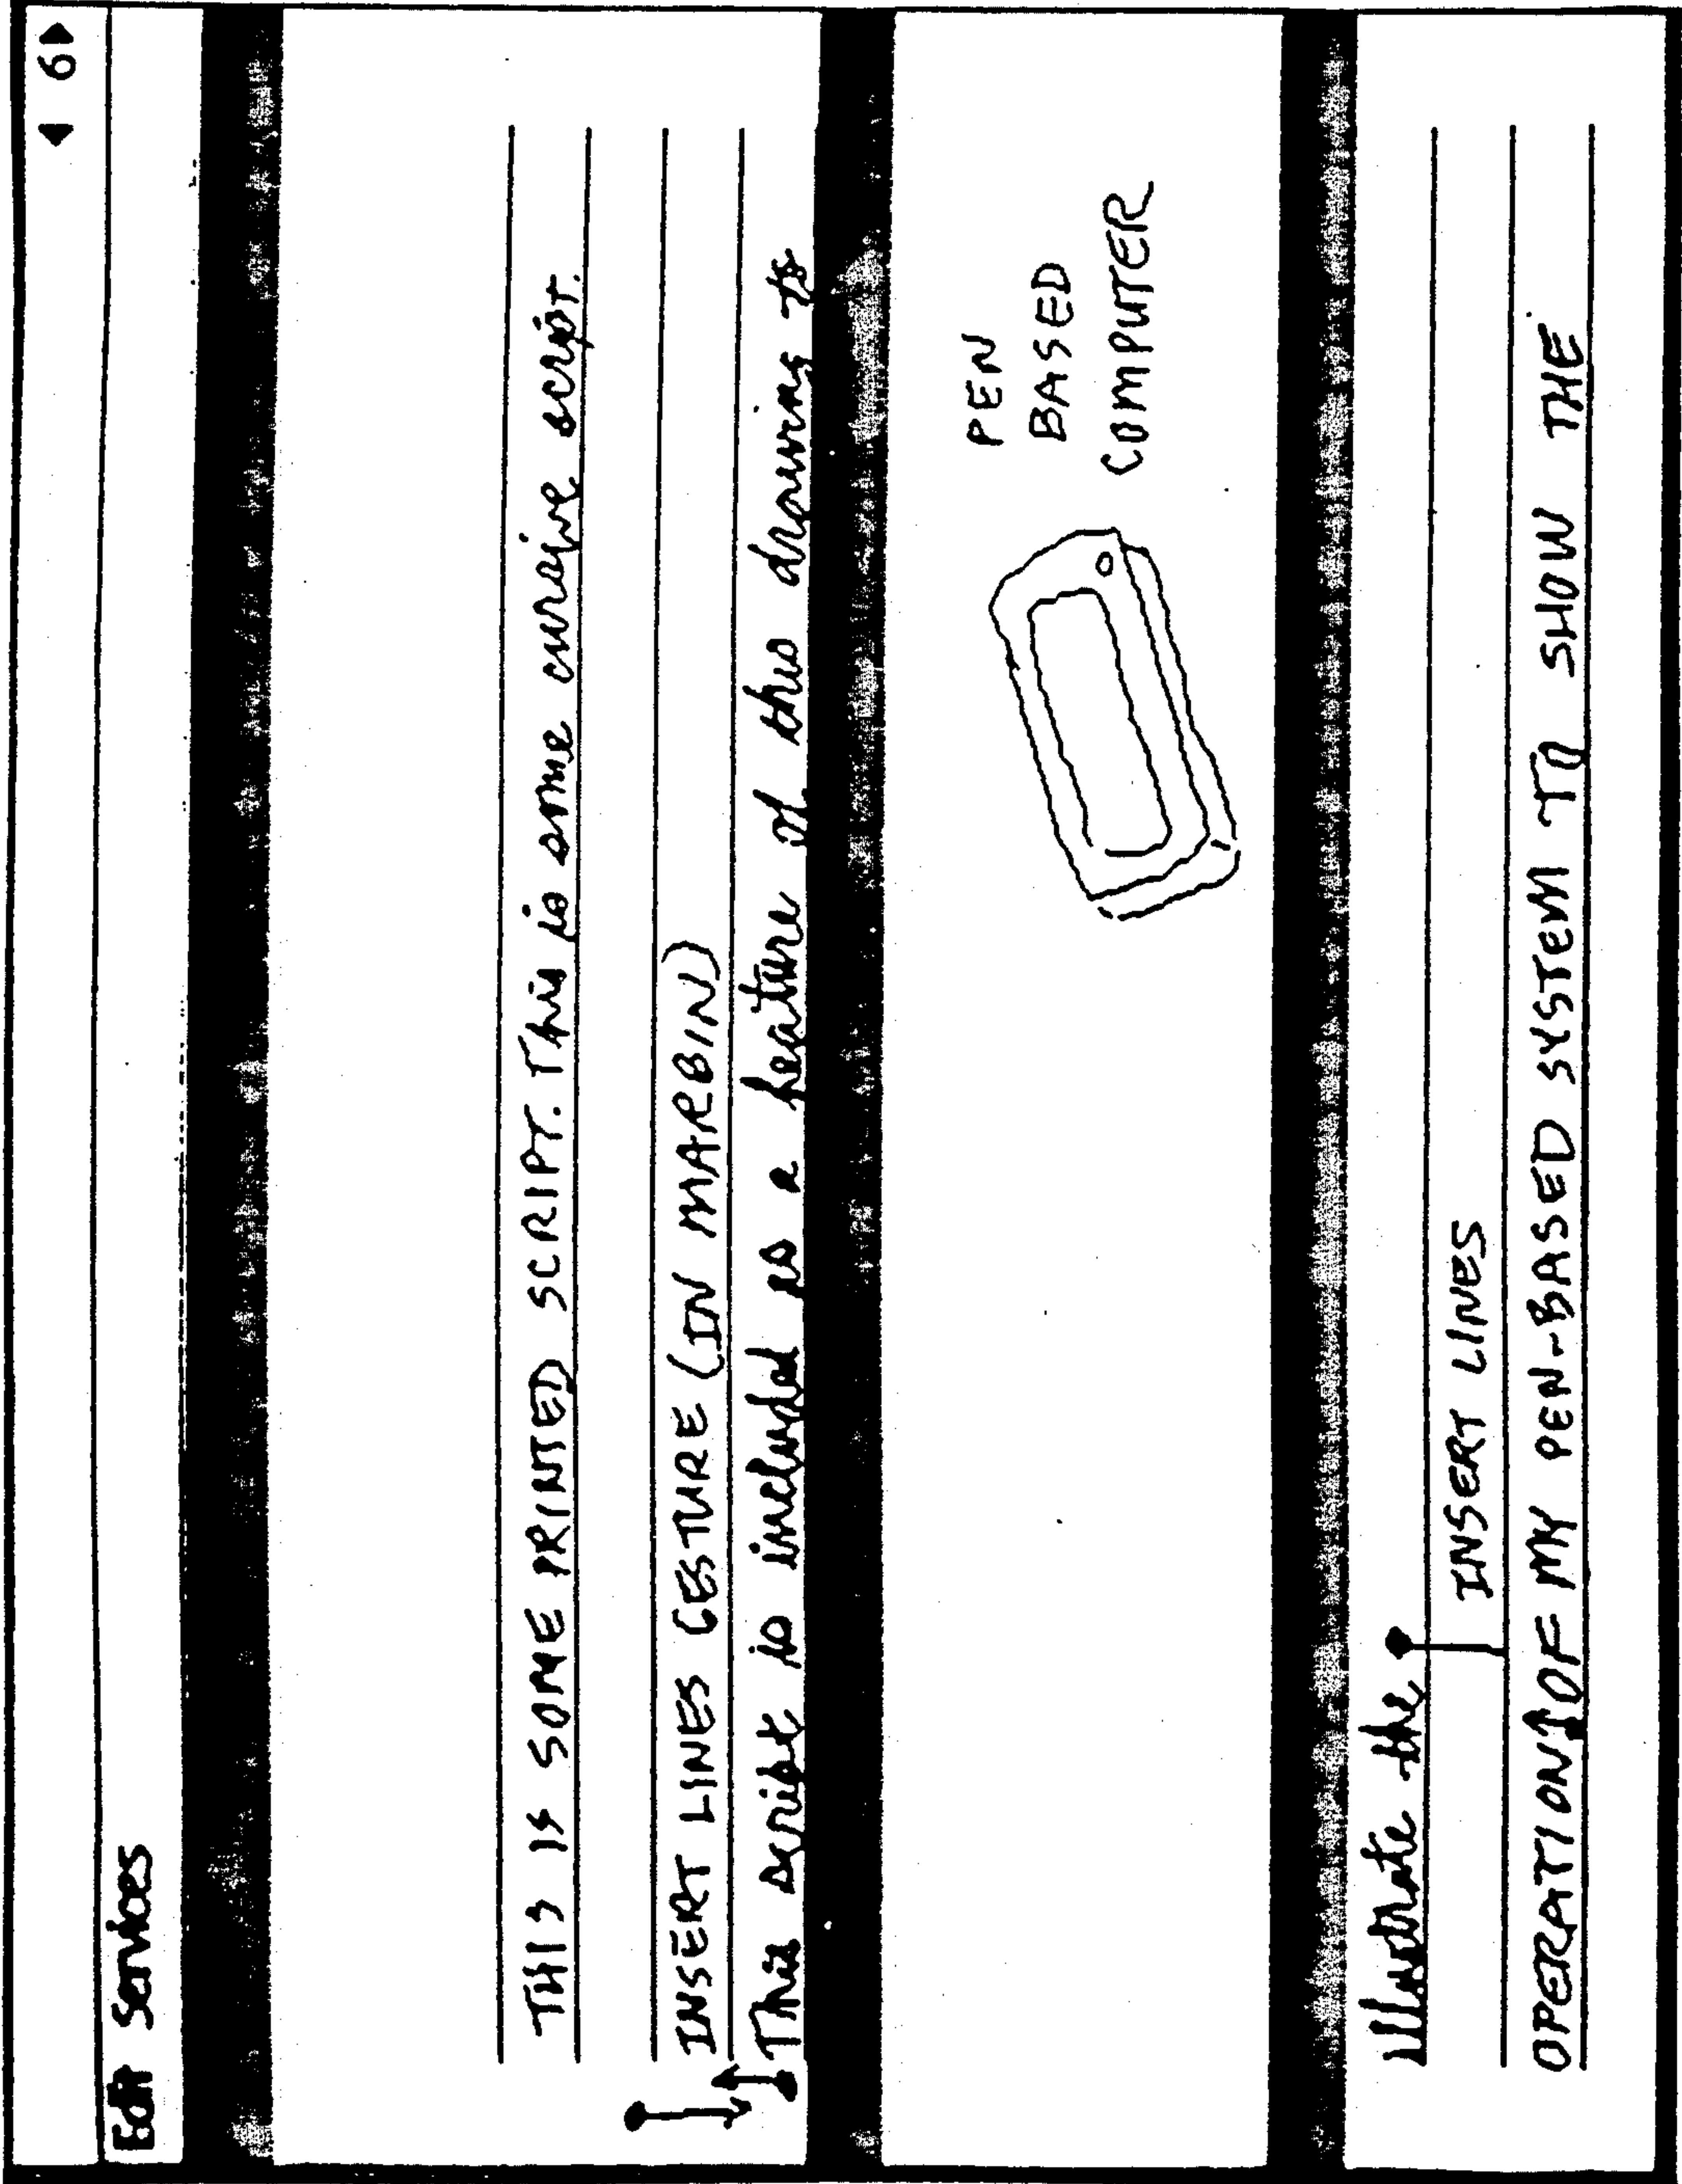 ◀ 6▶
Edit Services
THIS IS SOME PRINTED SCRIPT. This is some cursive script.
INSERT LINES GESTURE (IN MARBIN)
This script is included as a feature of this drawing to
PEN
BASED
COMPUTER
illustrate the
INSERT LINES
OPERATION OF MY PEN-BASED SYSTEM TO SHOW THE